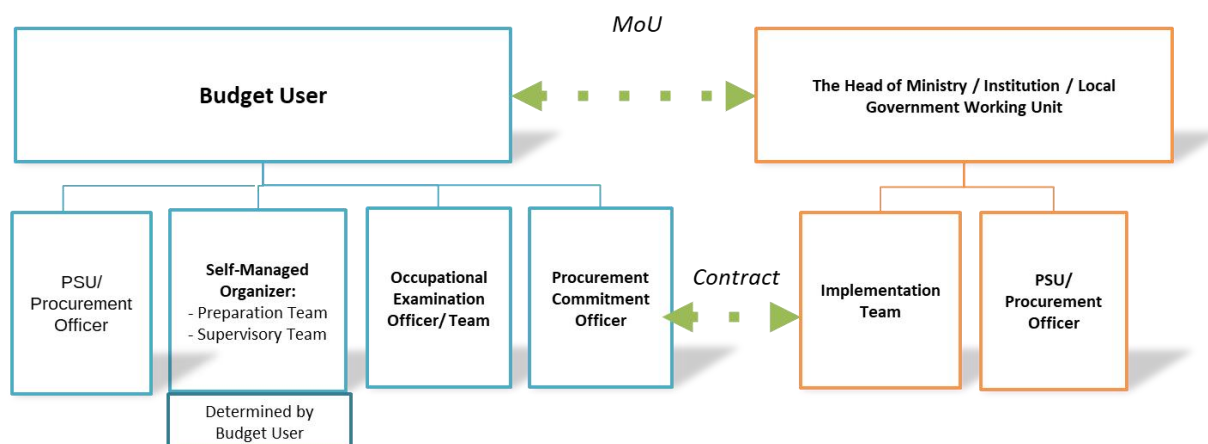 MoU
Budget User
The Head of Ministry / Institution / Local
Government Working Unit
PSU/
Procurement
Officer
Self-Managed
Organizer:
- Preparation Team
- Supervisory Team
Determined by
Budget User
Occupational
Examination
Officer/ Team
Procurement
Commitment
Officer
Contract
Implementation
Team
PSU/
Procurement
Officer